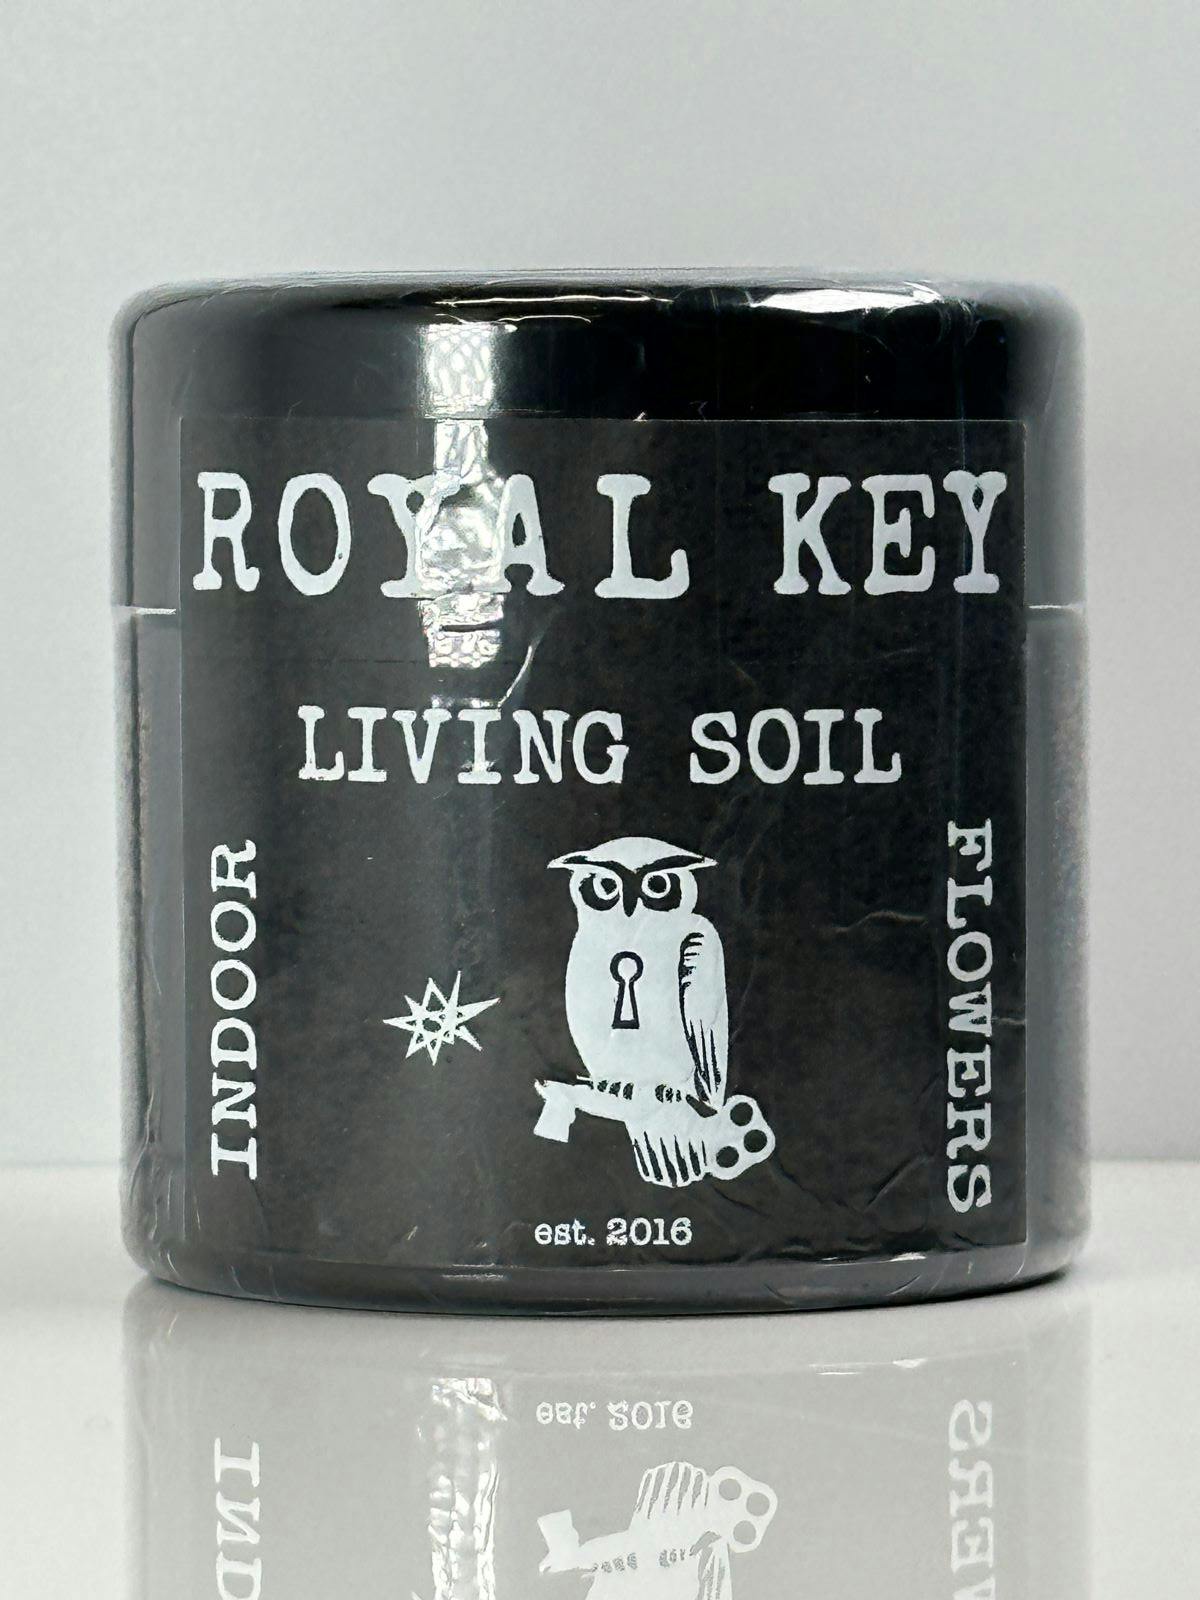 ROYAL KEY
LIVING SOIL
INDOOR
FLOWERS
est. 2016